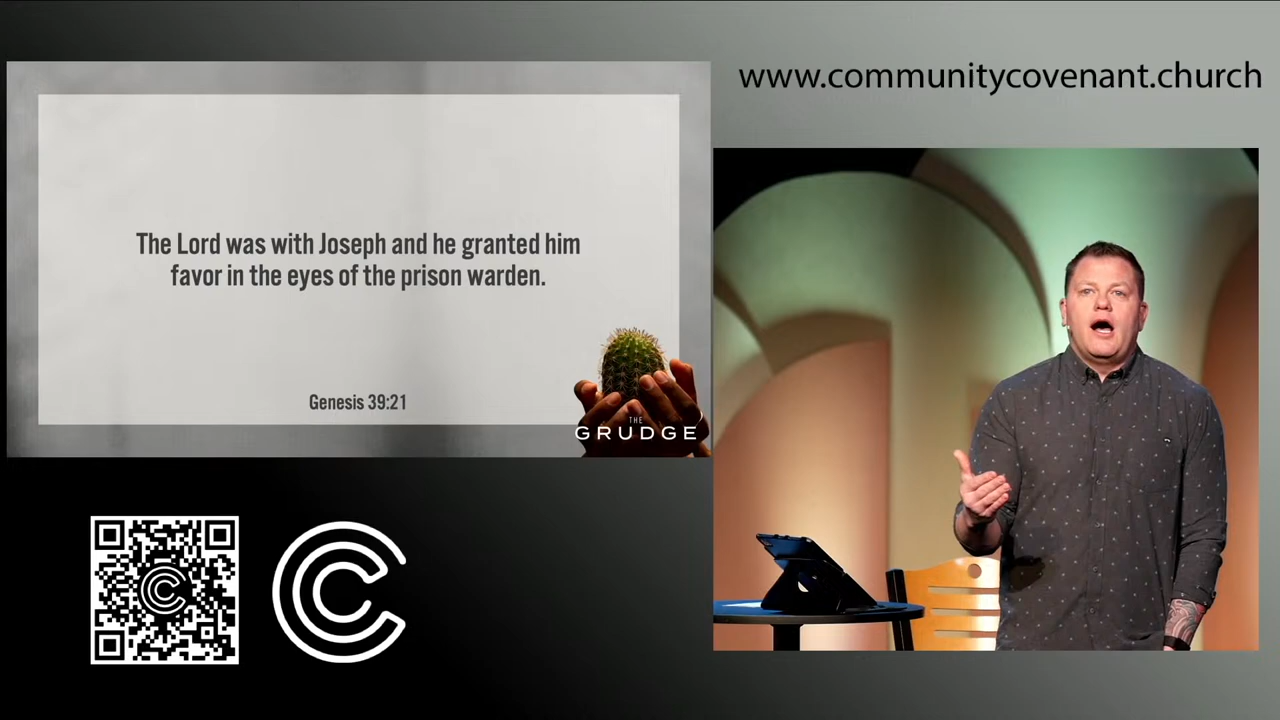 www.communitycovenant.church
The Lord was with Joseph and he granted him
favor in the eyes of the prison warden.
Genesis 39:21
THE
GRUDGE